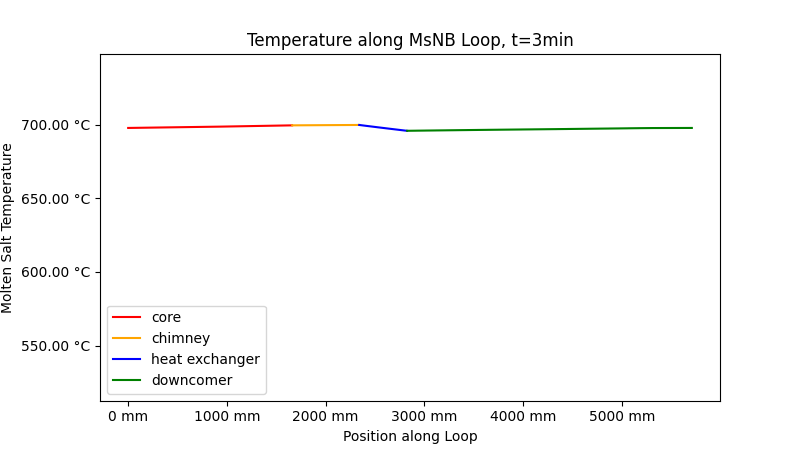 Temperature along MsNB Loop, t=3min
Molten Salt Temperature
700.00 °C
650.00 °C
600.00 °C
550.00 °C
core
chimney
heat exchanger
downcomer
0 mm
1000 mm
2000 mm
3000 mm
4000 mm
5000 mm
Position along Loop